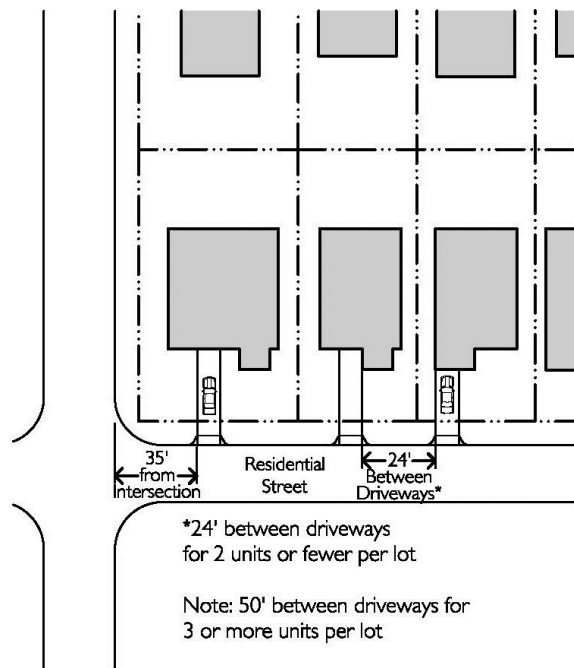 35'
from
Intersection
Residential
Street
24'
Between
Driveways*
*24' between driveways
for 2 units or fewer per lot
Note: 50' between driveways for
3 or more units per lot